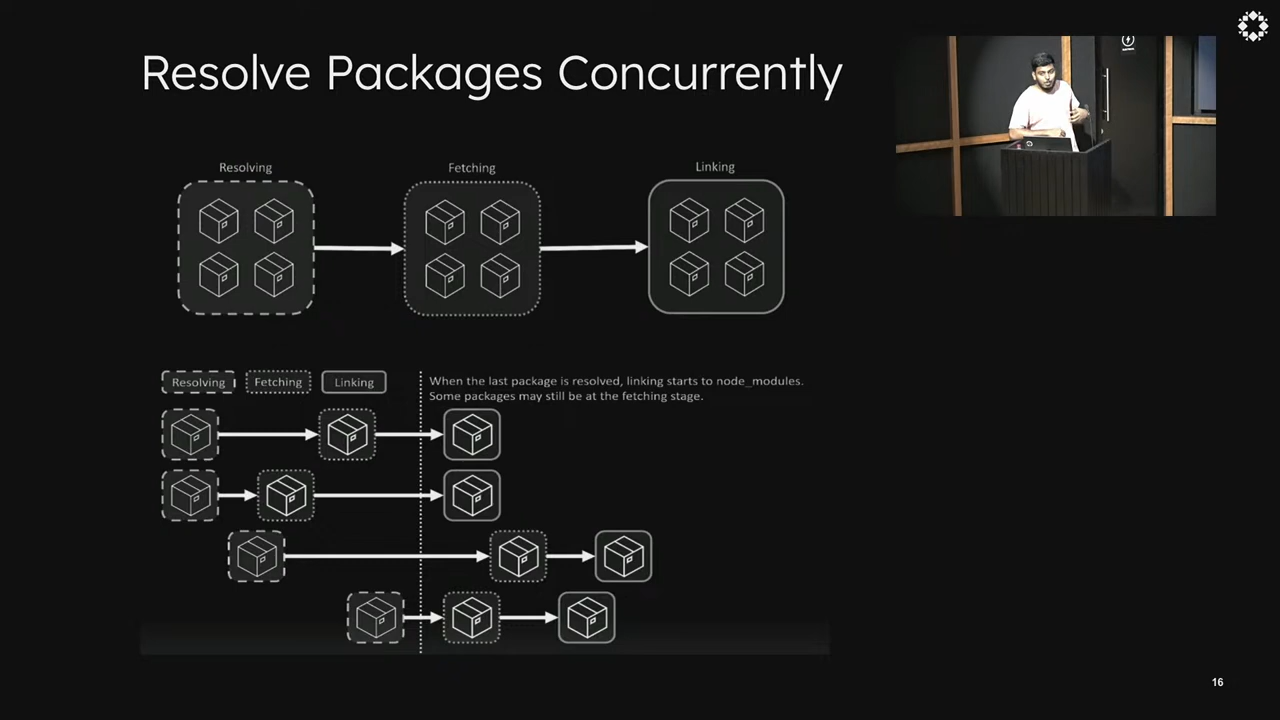 Resolve Packages Concurrently
Resolving
Fetching
Linking
Resolving
Fetching
Linking
When the last package is resolved, linking starts to node_modules.
Some packages may still be at the fetching stage.
16